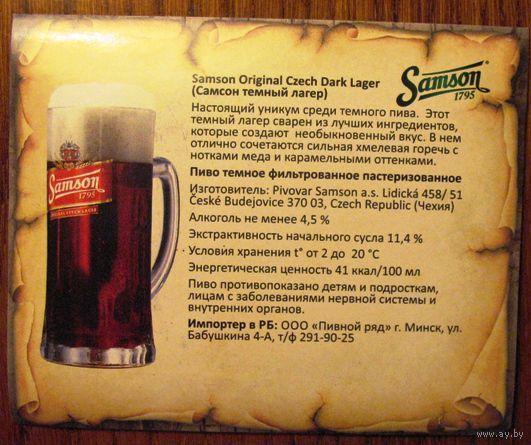 Samson Original Czech Dark Lager
(Самсон темный лагер)
Samson
1795
Настоящий уникум среди темного пива. Этот
темный лагер сварен из лучших ингредиентов,
которые создают необыкновенный вкус. В нем
отлично сочетаются сильная хмелевая горечь с
нотками меда и карамельными оттенками.
Пиво темное фильтрованное пастеризованное
Изготовитель: Pivovar Samson a.s. Lidická 458/ 51
České Budejovice 370 03, Czech Republic (Чехия)
Алкоголь не менее 4,5 %
Экстрактивность начального сусла 11,4 %
Условия хранения t° от 2 до 20 °С
Энергетическая ценность 41 ккал/100 мл
Пиво противопоказано детям и подросткам,
лицам с заболеваниями нервной системы и
внутренних органов.
Импортер в РБ: ООО «Пивной ряд» г. Минск, ул.
Бабушкина 4-А, т/ф 291-90-25
Samson
1795
ORIGINAL CZECH LAGER
www.ay.by